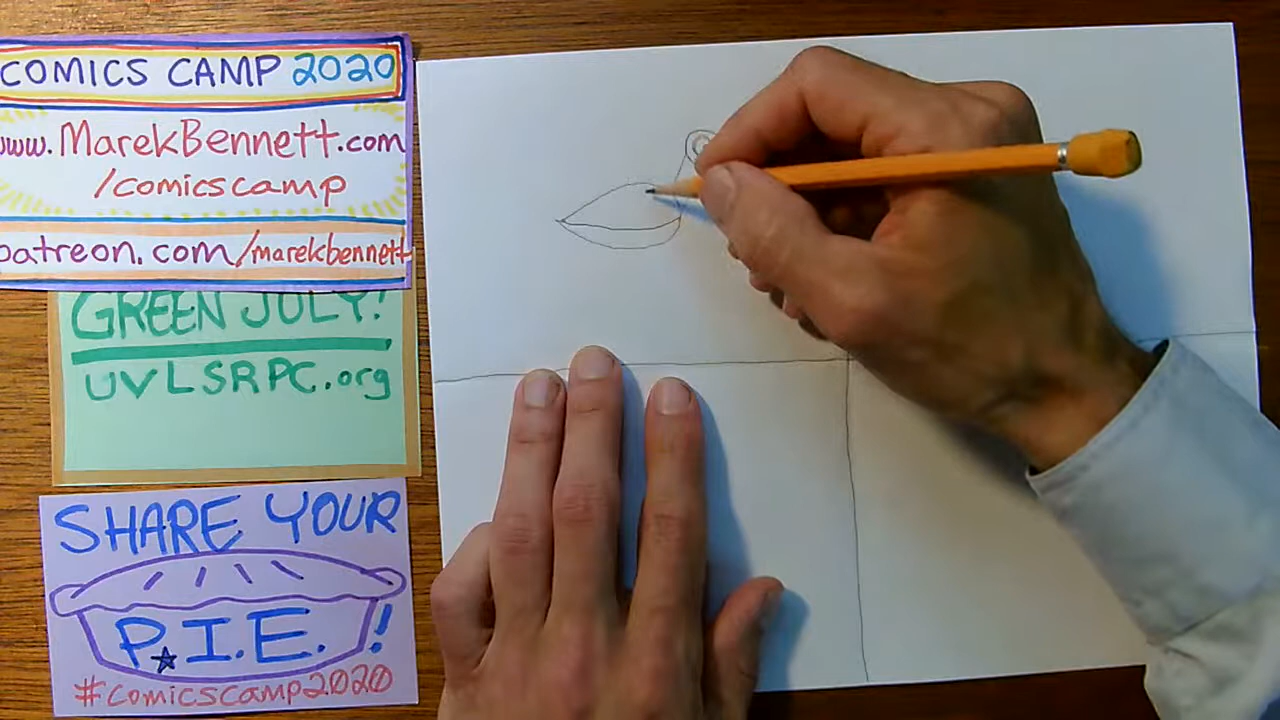 COMICS CAMP 2020
www.MarekBennett.com
/comicscamp
patreon.com/marekbennett
GREEN JULY!
UVLSRPC.org
SHARE YOUR
P.I.E.!
#comicscamp2020